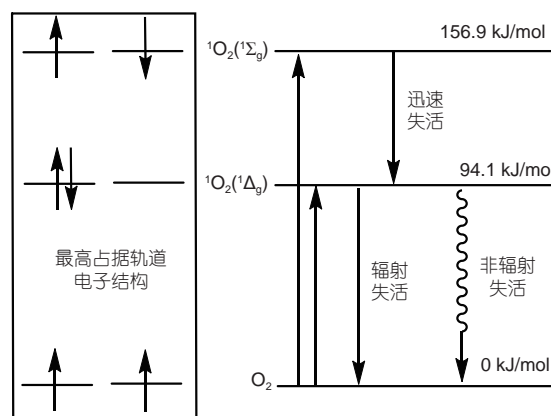 156.9 kJ/mol
¹O₂(¹Σg)
迅速
失活
94.1 kJ/mo
¹O₂(¹Δg)
最高占据轨道
电子结构
辐射
失活
非辐射
失活
0 kJ/mol
O₂